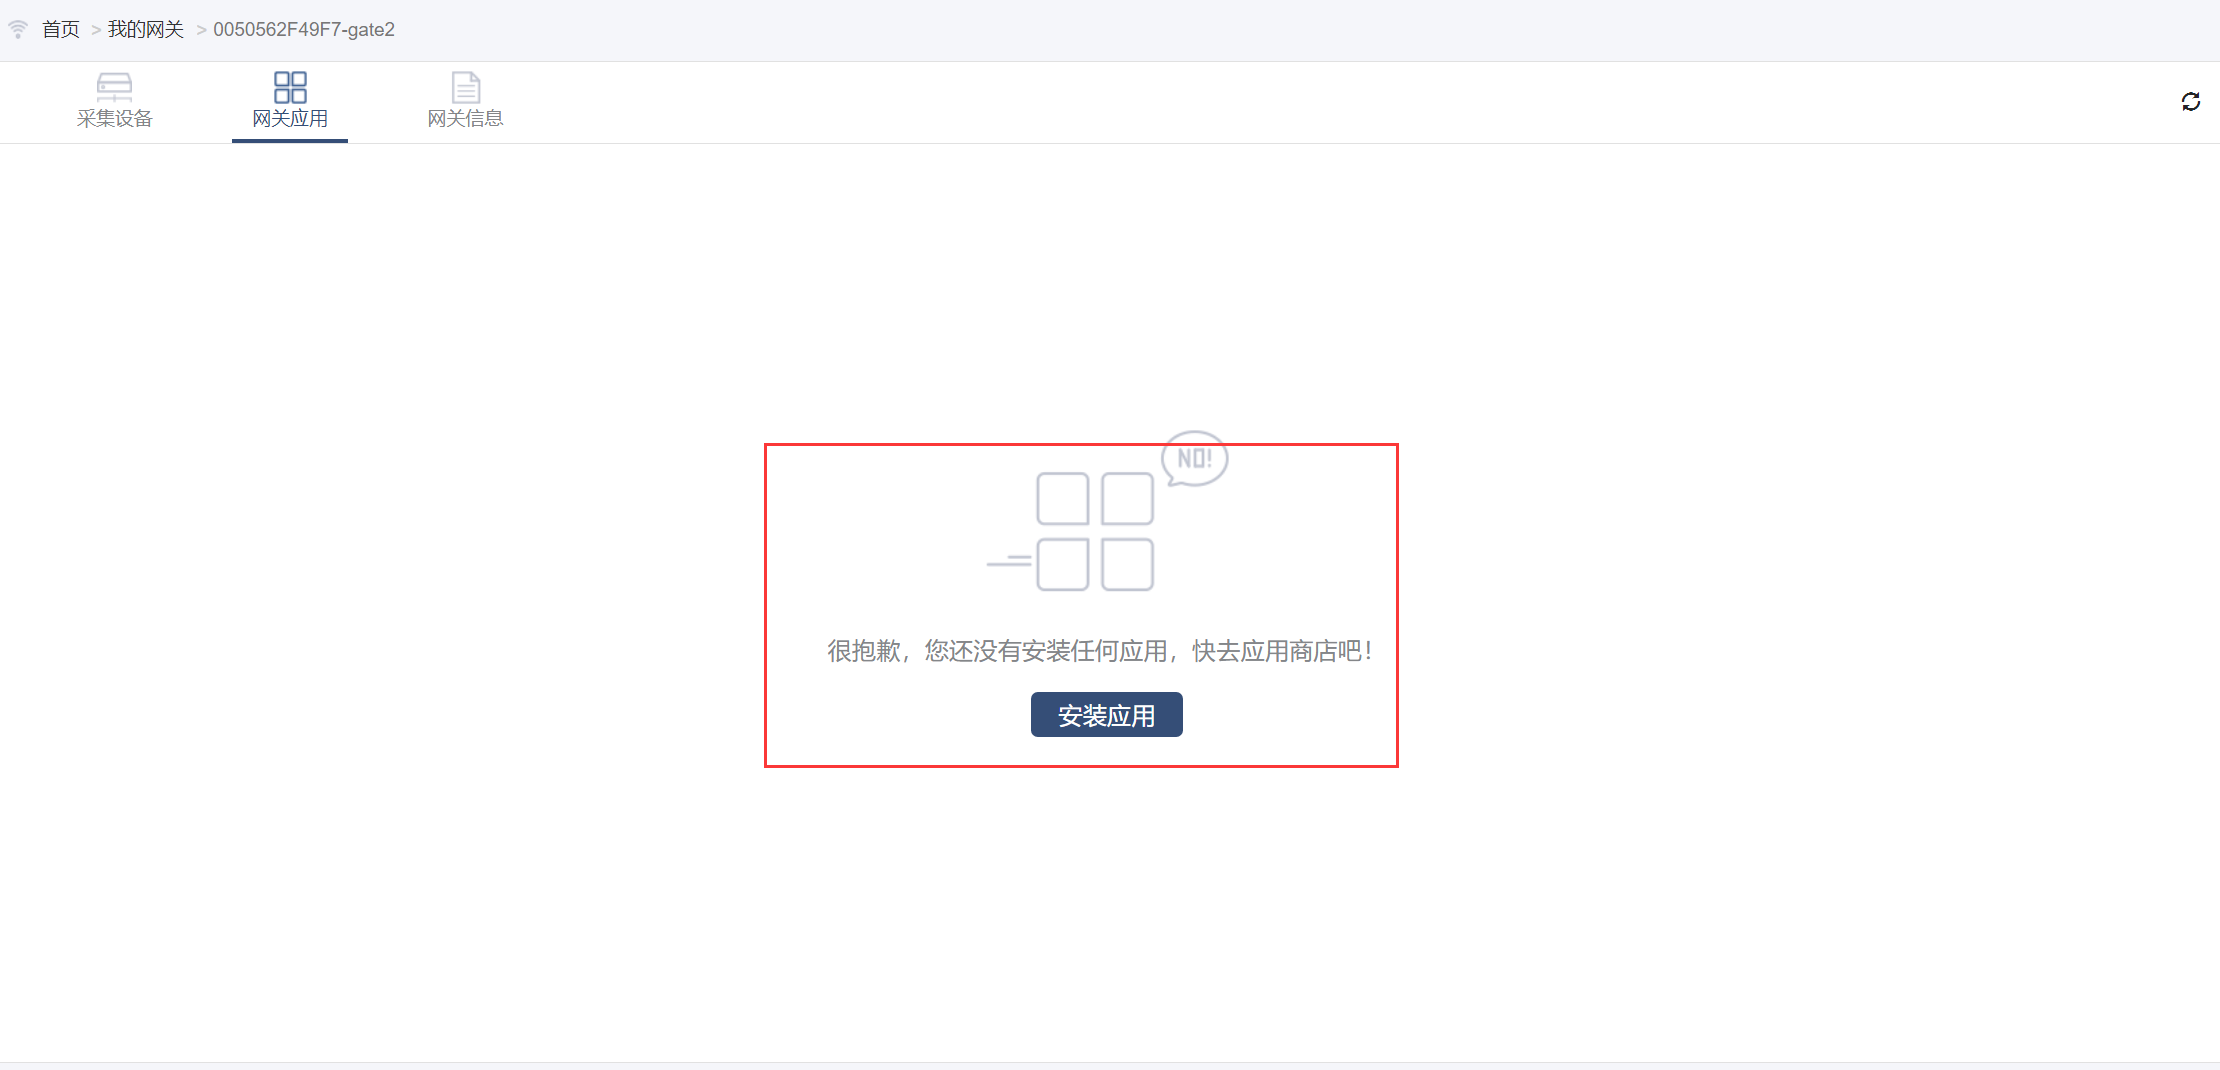 首页 > 我的网关 > 0050562F49F7-gate2
采集设备 网关应用 网关信息
NO!
很抱歉，您还没有安装任何应用，快去应用商店吧！
安装应用